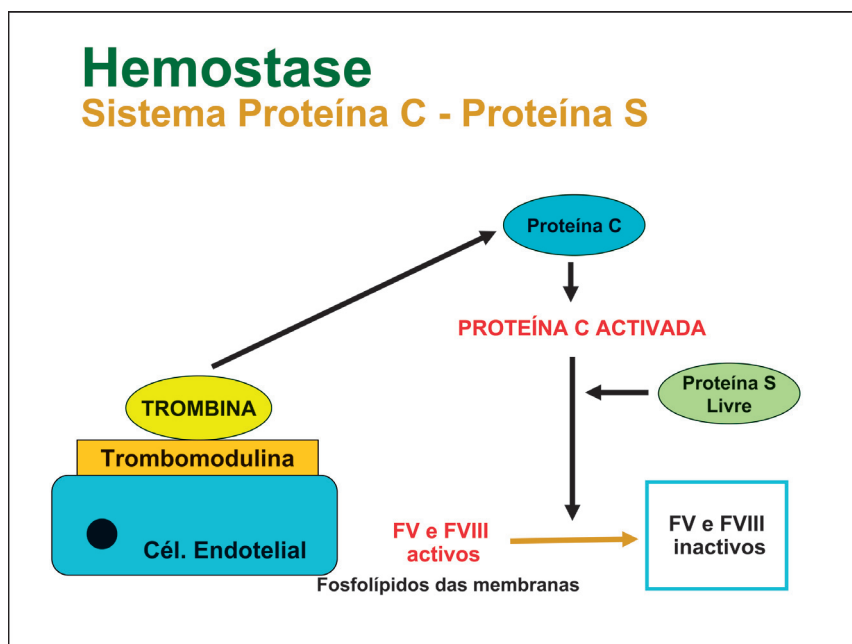 Hemostase
Sistema Proteína C - Proteína S
Proteína C
PROTEÍNA C ACTIVADA
Proteína S
Livre
TROMBINA
Trombomodulina
Cél. Endotelial
FV e FVIII
activos
Fosfolípidos das membranas
FV e FVIII
inactivos